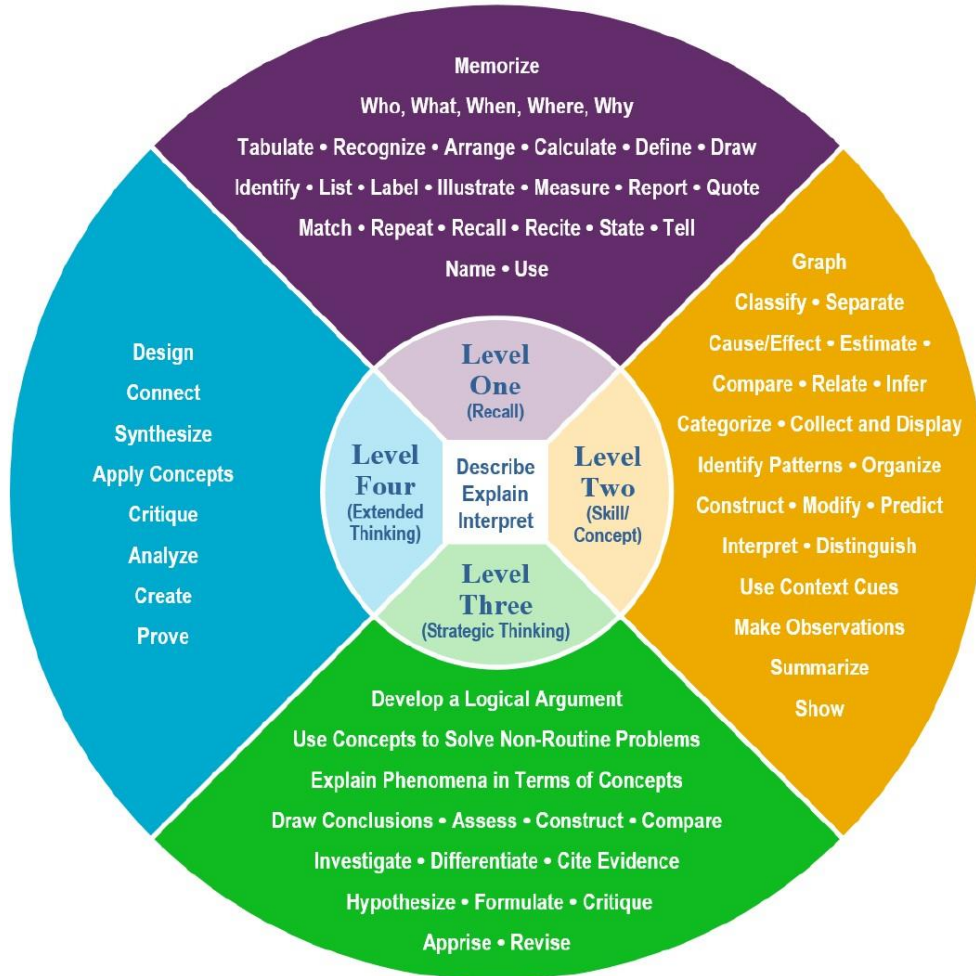 Memorize
Who, What, When, Where, Why
Tabulate • Recognize • Arrange • Calculate • Define • Draw
Identify • List • Label • Illustrate • Measure • Report • Quote
Match • Repeat • Recall • Recite • State • Tell
Name • Use
Level
One
(Recall)
Graph
Classify • Separate
Cause/Effect • Estimate •
Compare • Relate • Infer
Categorize • Collect and Display
Identify Patterns • Organize
Construct • Modify • Predict
Interpret • Distinguish
Use Context Cues
Make Observations
Summarize
Show
Level
Two
(Skill/
Concept)
Describe
Explain
Interpret
Level
Three
(Strategic Thinking)
Develop a Logical Argument
Use Concepts to Solve Non-Routine Problems
Explain Phenomena in Terms of Concepts
Draw Conclusions • Assess • Construct • Compare
Investigate • Differentiate • Cite Evidence
Hypothesize • Formulate • Critique
Apprise • Revise
Level
Four
(Extended
Thinking)
Design
Connect
Synthesize
Apply Concepts
Critique
Analyze
Create
Prove